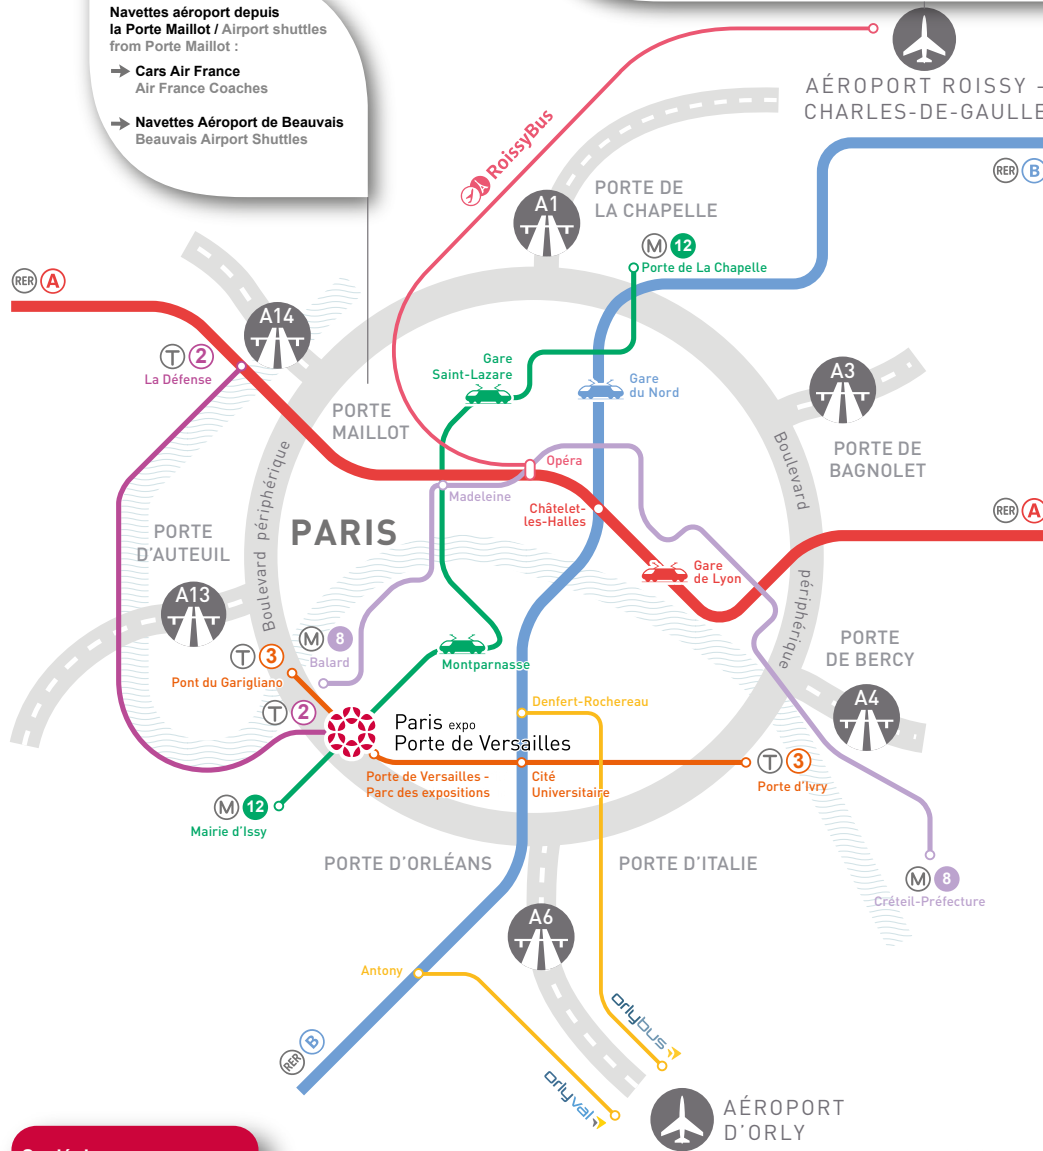 Navettes aéroport depuis
la Porte Maillot / Airport shuttles
from Porte Maillot :
Cars Air France
Air France Coaches
Navettes Aéroport de Beauvais
Beauvais Airport Shuttles
AÉROPORT ROISSY -
CHARLES-DE-GAULLE
RER B
RoissyBus
A1
PORTE DE
LA CHAPELLE
M 12
Porte de La Chapelle
RER A
A14
T 2
La Défense
Gare
Saint-Lazare
Gare
du Nord
A3
PORTE
MAILLOT
PORTE DE
BAGNOLET
Boulevard périphérique
Boulevard
périphérique
Opéra
Madeleine
Châtelet-
les-Halles
RER A
PARIS
PORTE
D'AUTEUIL
Gare
de Lyon
A13
M 8
Balard
T 3
Pont du Garigliano
Montparnasse
PORTE
DE BERCY
A4
T 2
Denfert-Rochereau
Paris expo
Porte de Versailles
Porte de Versailles -
Parc des expositions
Cité
Universitaire
T 3
Porte d'Ivry
M 12
Mairie d'Issy
PORTE D'ORLÉANS
PORTE D'ITALIE
M 8
Créteil-Préfecture
A6
Antony
orlybus
RER B
orlyval
AÉROPORT
D'ORLY